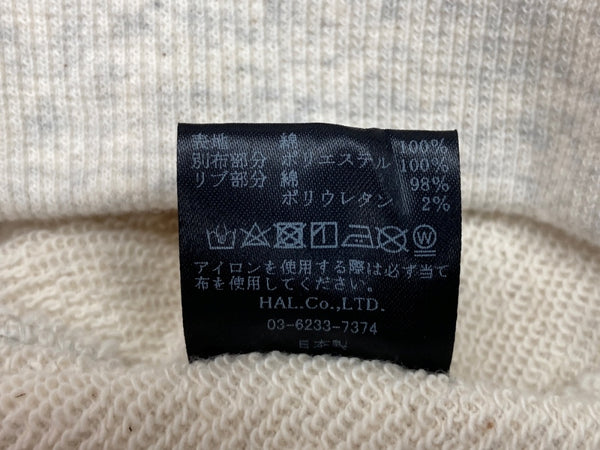 表地 綿 100%
別布部分 ポリエステル 100%
リブ部分 綿 98%
ポリウレタン 2%
アイロンを使用する際は必ず当て
布を使用してください。
HAL.Co.,LTD.
03-6233-7374
日本製